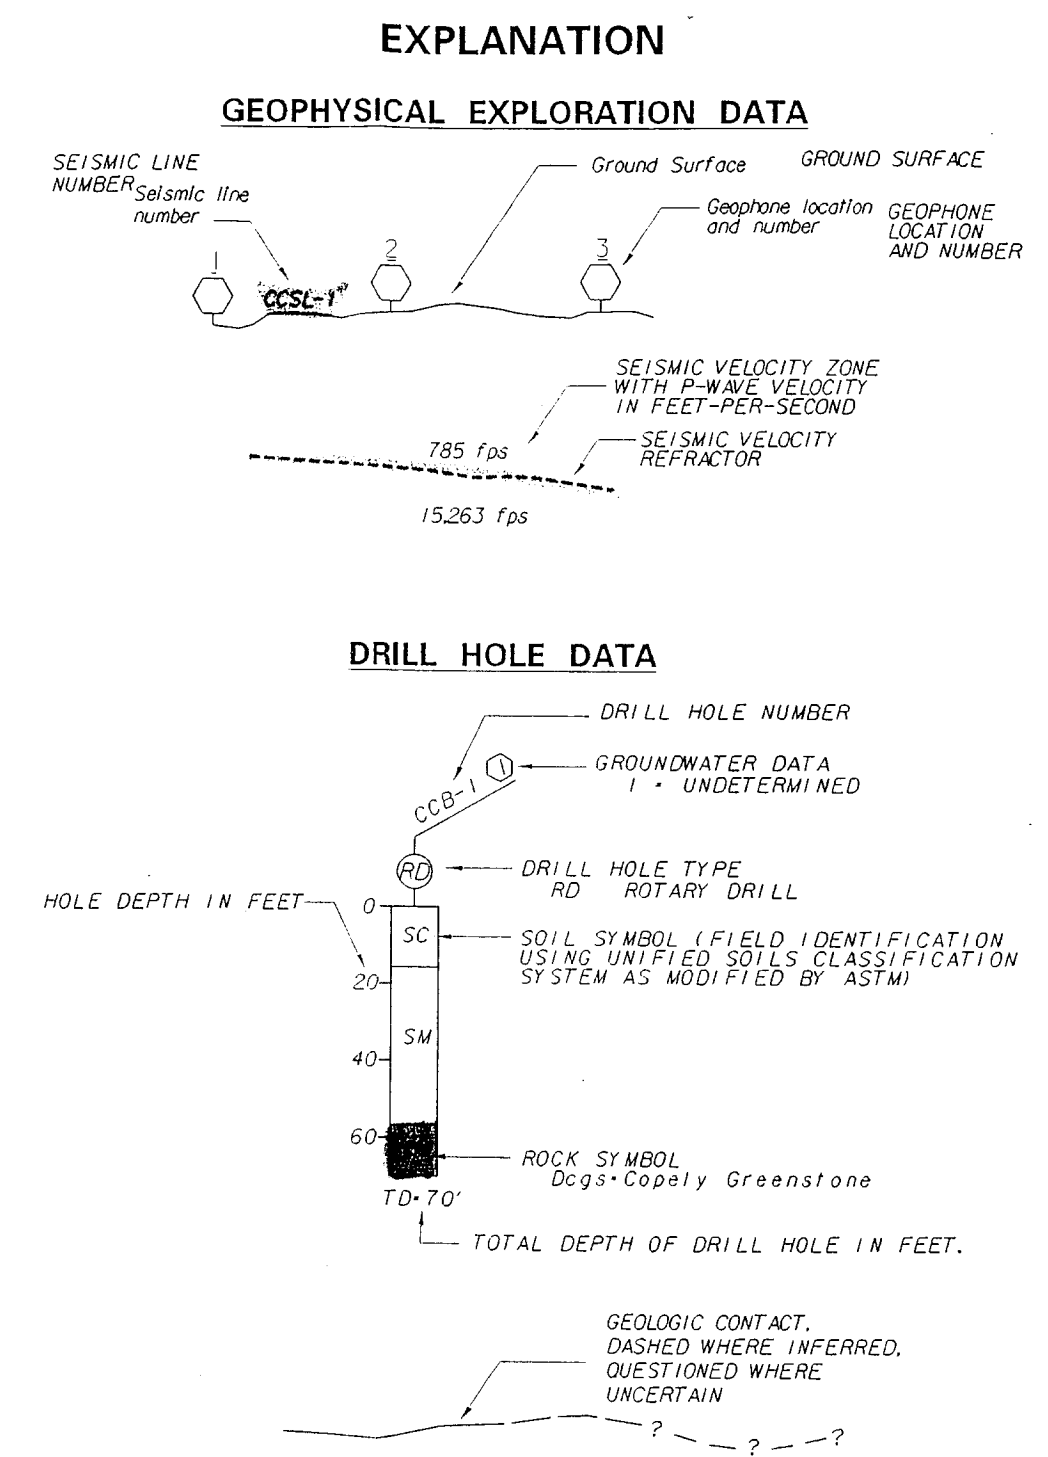 EXPLANATION
GEOPHYSICAL EXPLORATION DATA
SEISMIC LINE
NUMBER
Seismic line
number
Ground Surface
GROUND SURFACE
Geophone location
and number
GEOPHONE
LOCATION
AND NUMBER
1
2
3
CCSL-1
SEISMIC VELOCITY ZONE
WITH P-WAVE VELOCITY
IN FEET-PER-SECOND
785 fps
SEISMIC VELOCITY
REFRACTOR
15,263 fps
DRILL HOLE DATA
DRILL HOLE NUMBER
CCB-1
1
GROUNDWATER DATA
1 - UNDETERMINED
RD
DRILL HOLE TYPE
RD ROTARY DRILL
HOLE DEPTH IN FEET
0
SC
SOIL SYMBOL (FIELD IDENTIFICATION
USING UNIFIED SOILS CLASSIFICATION
SYSTEM AS MODIFIED BY ASTM)
20
SM
40
60
ROCK SYMBOL
Dcgs-Copely Greenstone
TD-70'
TOTAL DEPTH OF DRILL HOLE IN FEET.
GEOLOGIC CONTACT,
DASHED WHERE INFERRED,
QUESTIONED WHERE
UNCERTAIN
? ? ?